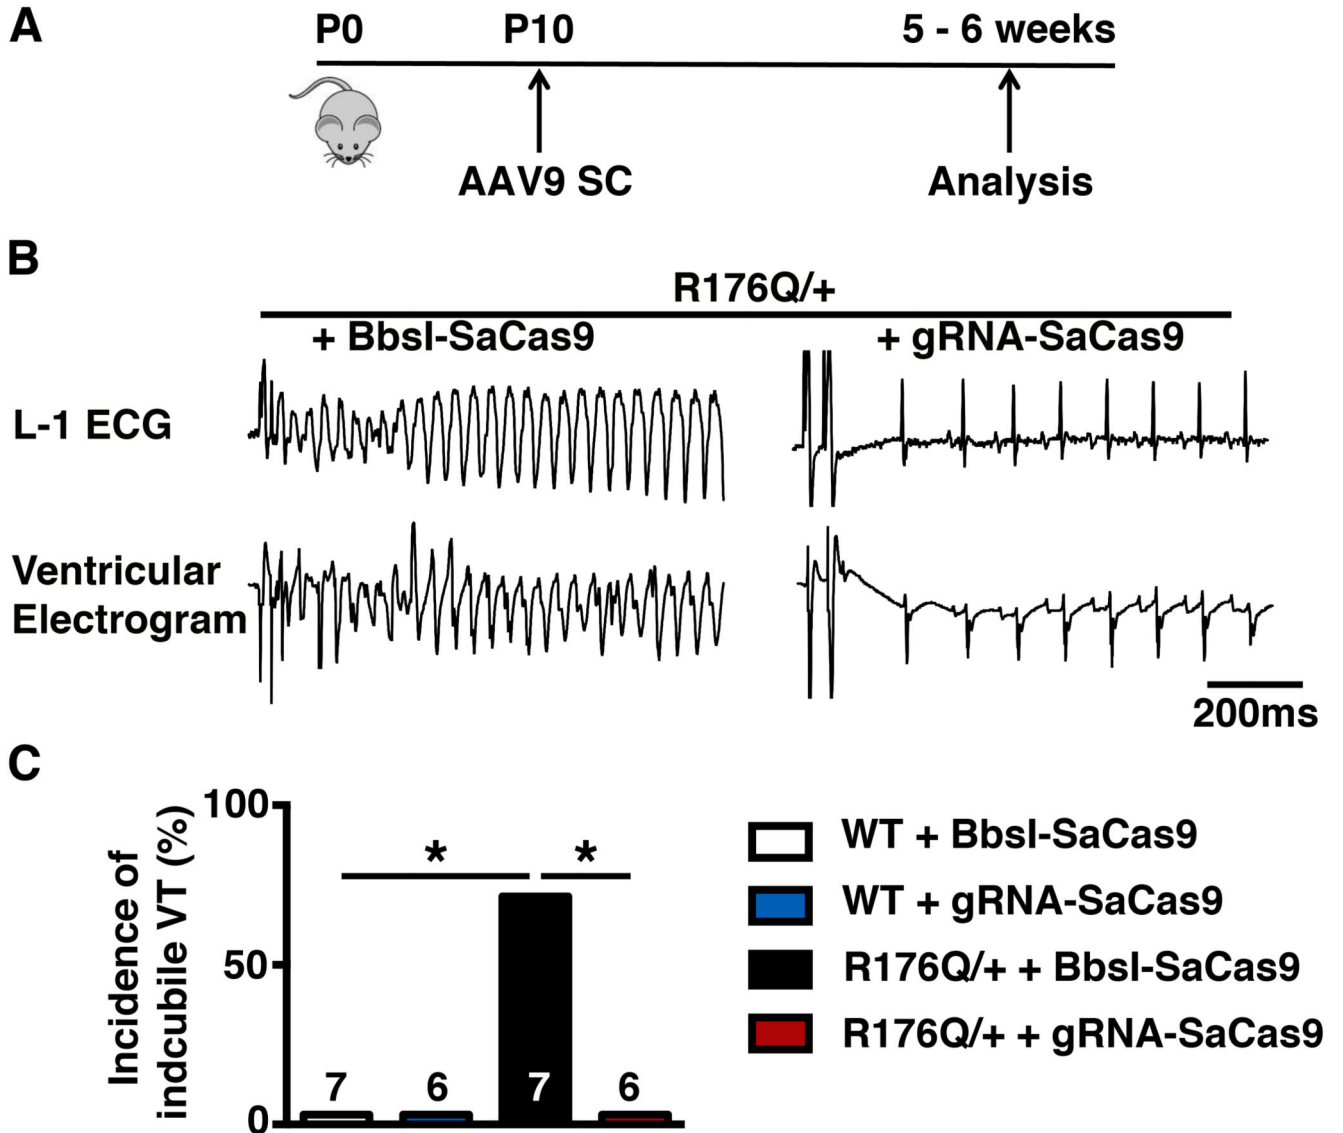 A
P0 P10 5 - 6 weeks
AAV9 SC Analysis
B
R176Q/+
+ BbsI-SaCas9 + gRNA-SaCas9
L-1 ECG
Ventricular
Electrogram
200ms
C
Incidence of
indcubile VT (%)
100
50
0
* *
7 6 7 6
WT + BbsI-SaCas9
WT + gRNA-SaCas9
R176Q/+ + BbsI-SaCas9
R176Q/+ + gRNA-SaCas9